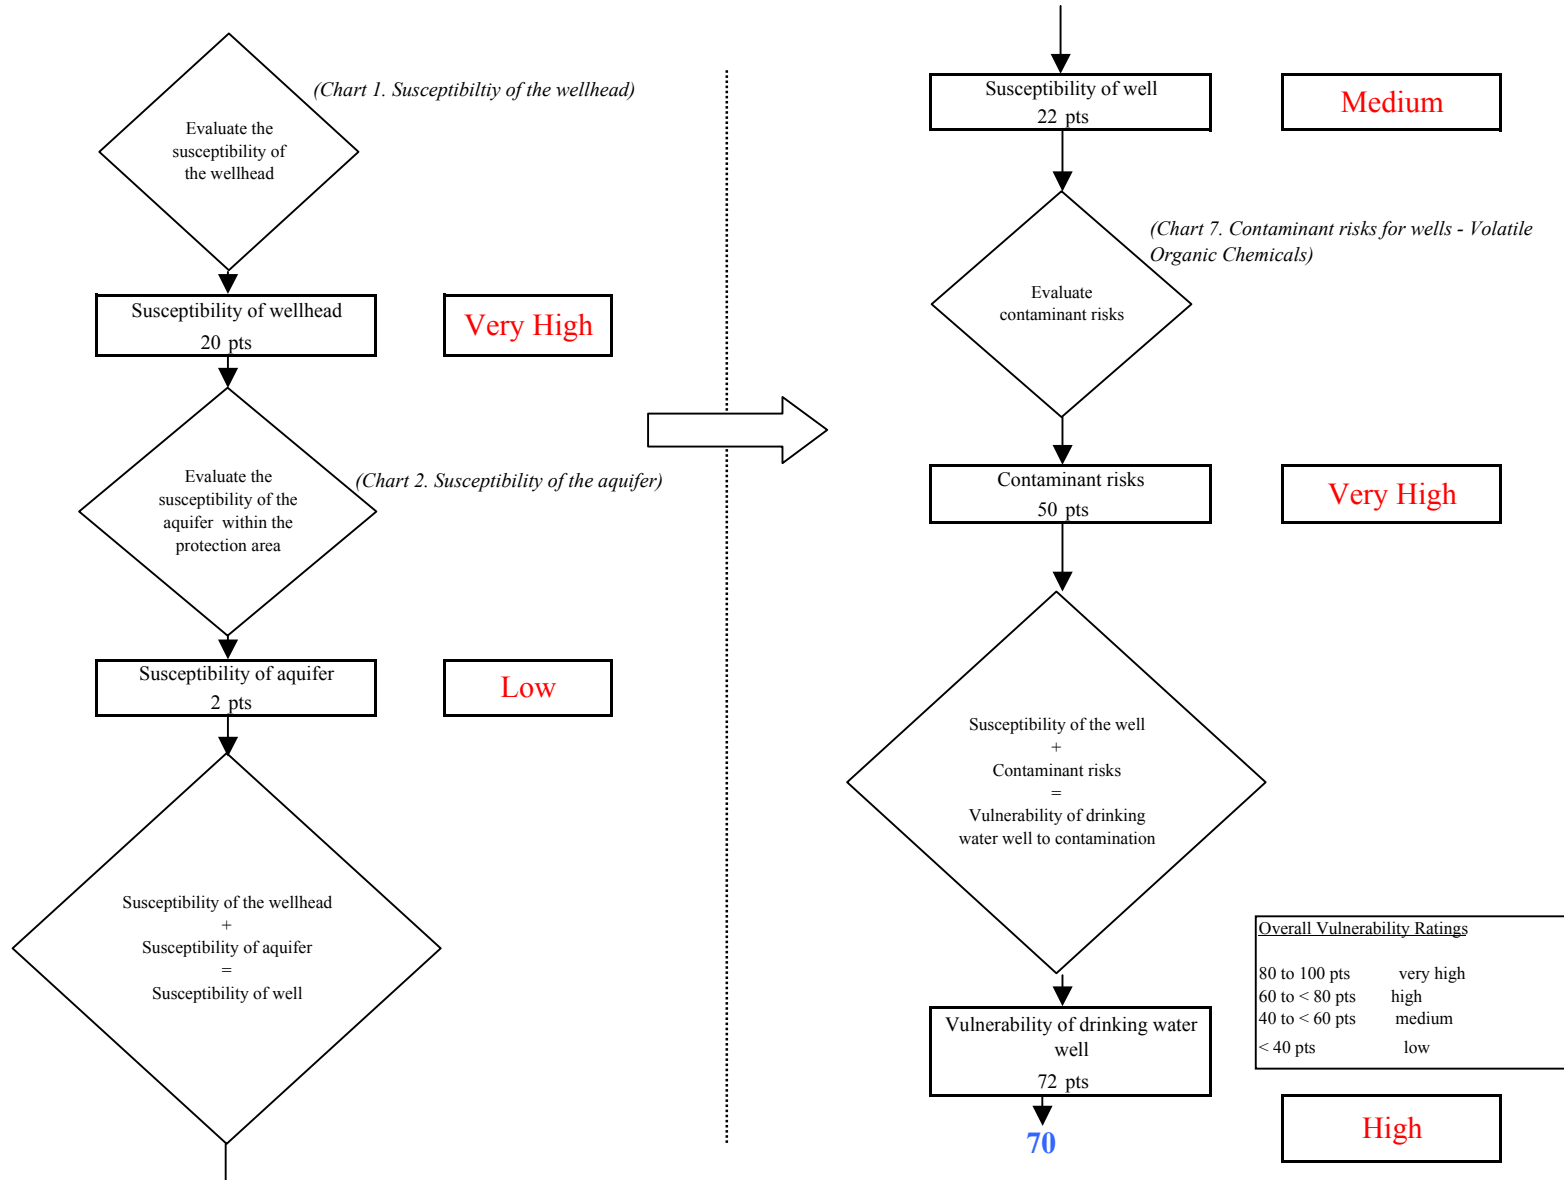 (Chart 1. Susceptibiltiy of the wellhead)
Evaluate the
susceptibility of
the wellhead
Susceptibility of wellhead
20 pts
Very High
(Chart 2. Susceptibility of the aquifer)
Evaluate the
susceptibility of the
aquifer within the
protection area
Susceptibility of aquifer
2 pts
Low
Susceptibility of the wellhead
+
Susceptibility of aquifer
=
Susceptibility of well
Susceptibility of well
22 pts
Medium
(Chart 7. Contaminant risks for wells - Volatile
Organic Chemicals)
Evaluate
contaminant risks
Contaminant risks
50 pts
Very High
Susceptibility of the well
+
Contaminant risks
=
Vulnerability of drinking
water well to contamination
Overall Vulnerability Ratings
80 to 100 pts very high
60 to < 80 pts high
40 to < 60 pts medium
< 40 pts low
Vulnerability of drinking water
well
72 pts
70
High